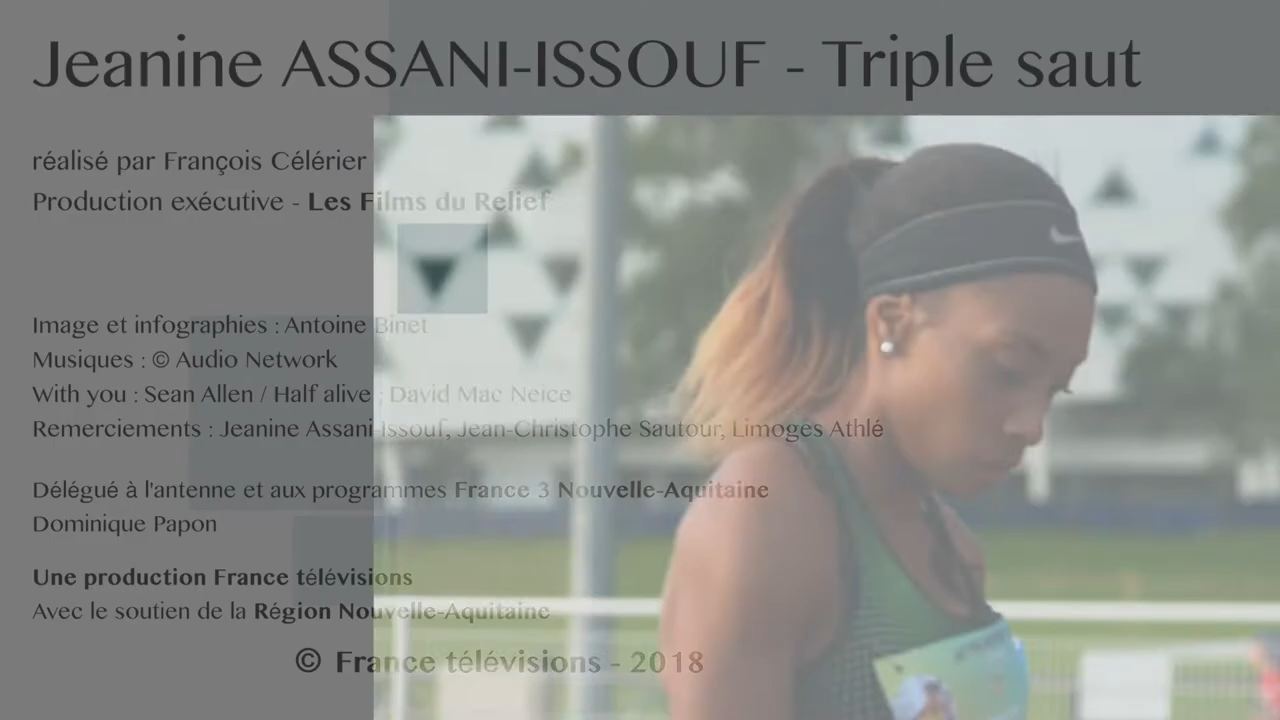 Jeanine ASSANI-ISSOUF - Triple saut
réalisé par François Célérier
Production exécutive - Les Films du Relief
Image et infographies : Antoine Binet
Musiques : © Audio Network
With you : Sean Allen / Half alive : David Mac Neice
Remerciements : Jeanine Assani-Issouf, Jean-Christophe Sautour, Limoges Athlé
Délégué à l'antenne et aux programmes France 3 Nouvelle-Aquitaine
Dominique Papon
Une production France télévisions
Avec le soutien de la Région Nouvelle-Aquitaine
© France télévisions - 2018